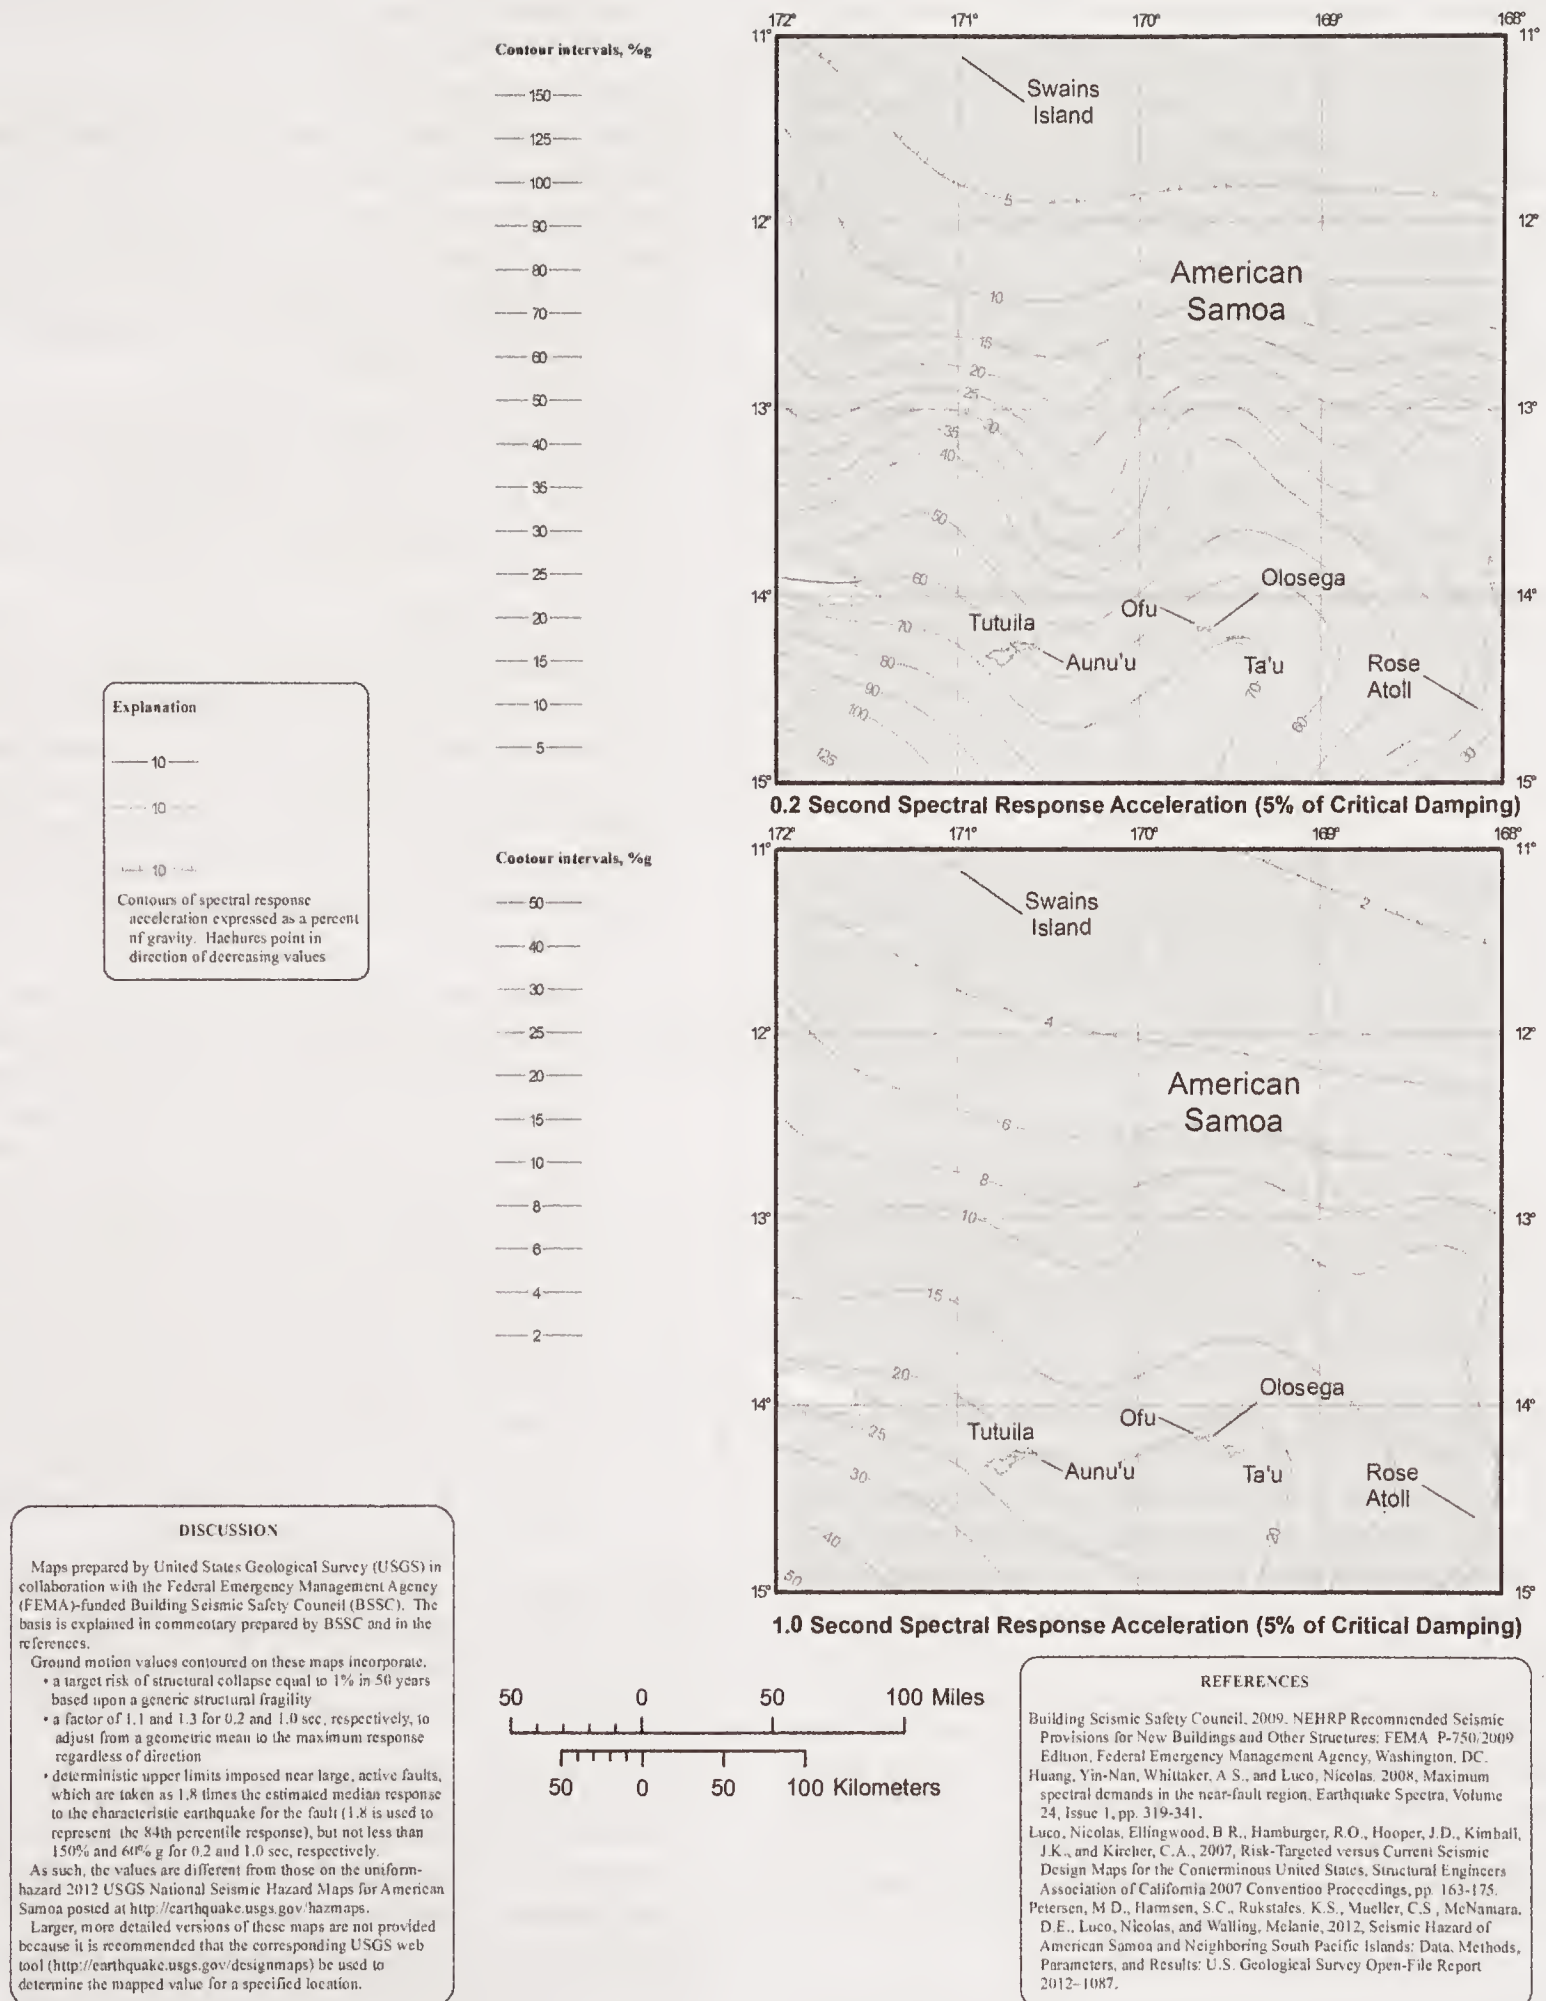 Contour intervals, %g
150
125
100
90
80
70
60
50
40
35
30
25
20
15
10
5
172° 171° 170° 169° 168°
11° 11°
Swains
Island
5
12° 12°
American
Samoa
10
15
20
25
13° 13°
30
35
40
50
60
Olosega
14° 14°
Ofu
Tutuila
70
Aunu'u
Ta'u
Rose
Atoll
80
90
70
100
60
125
30
15° 15°
0.2 Second Spectral Response Acceleration (5% of Critical Damping)
Explanation
10
10
10
Contours of spectral response
acceleration expressed as a percent
nf gravity. Hachures point in
direction of decreasing values
Cootour intervals, %g
50
40
30
25
20
15
10
8
6
4
2
172° 171° 170° 169° 168°
11° 11°
Swains
Island
2
4
12° 12°
American
Samoa
6
8
10
13° 13°
15
20
Olosega
14° 14°
Ofu
25
Tutuila
Aunu'u
Ta'u
Rose
Atoll
30
40
20
50
15° 15°
1.0 Second Spectral Response Acceleration (5% of Critical Damping)
DISCUSSION
Maps prepared by United States Geological Survey (USGS) in
collaboration with the Federal Emergency Management Agency
(FEMA)-funded Building Seismic Safety Council (BSSC). The
basis is explained in commeotary prepared by BSSC and in the
references.
Ground motion values contoured on these maps incorporate.
• a target risk of structural collapse equal to 1% in 50 years
based upon a generic structural fragility
• a factor of 1.1 and 1.3 for 0.2 and 1.0 sec, respectively, to
adjust from a geometric mean to the maximum response
regardless of direction
• deterministic upper limits imposed near large, active faults,
which are taken as 1.8 times the estimated median response
to the characteristic earthquake for the fault (1.8 is used to
represent the 84th percentile response), but not less than
150% and 60% g for 0.2 and 1.0 sec, respectively.
As such, the values are different from those on the uniform-
hazard 2012 USGS National Seismic Hazard Maps for American
Samoa posted at http://earthquake.usgs.gov/hazmaps.
Larger, more detailed versions of these maps are not provided
because it is recommended that the corresponding USGS web
tool (http://earthquake.usgs.gov/designmaps) be used to
determine the mapped value for a specified location.
50 0 50 100 Miles
50 0 50 100 Kilometers
REFERENCES
Building Seismic Safety Council, 2009, NEHRP Recommended Seismic
Provisions for New Buildings and Other Structures: FEMA P-750/2009
Edition, Federal Emergency Management Agency, Washington, DC.
Huang, Yin-Nan, Whittaker, A S., and Luco, Nicolas, 2008, Maximum
spectral demands in the near-fault region, Earthquake Spectra, Volume
24, Issue 1, pp. 319-341.
Luco, Nicolas, Ellingwood, B R., Hamburger, R.O., Hooper, J.D., Kimball,
J.K., and Kircher, C.A., 2007, Risk-Targeted versus Current Seismic
Design Maps for the Conterminous United States, Structural Engineers
Association of California 2007 Conventioo Proceedings, pp. 163-175.
Petersen, M D., Harmsen, S.C., Rukstales, K.S., Mueller, C.S , McNamara,
D.E., Luco, Nicolas, and Walling, Melanie, 2012, Seismic Hazard of
American Samoa and Neighboring South Pacific Islands: Data, Methods,
Parameters, and Results: U.S. Geological Survey Open-File Report
2012–1087.